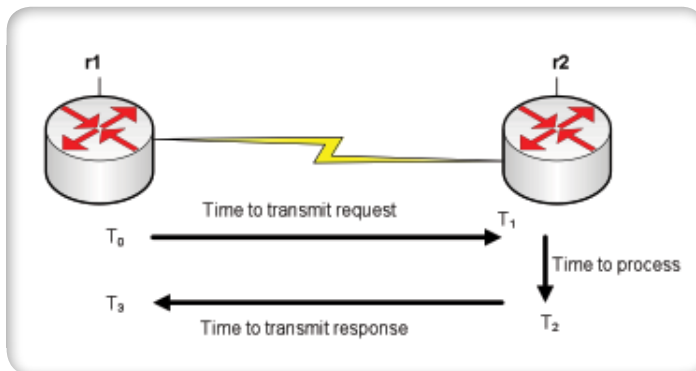 r1
r2
Time to transmit request
T₀
T₁
Time to process
T₃
Time to transmit response
T₂